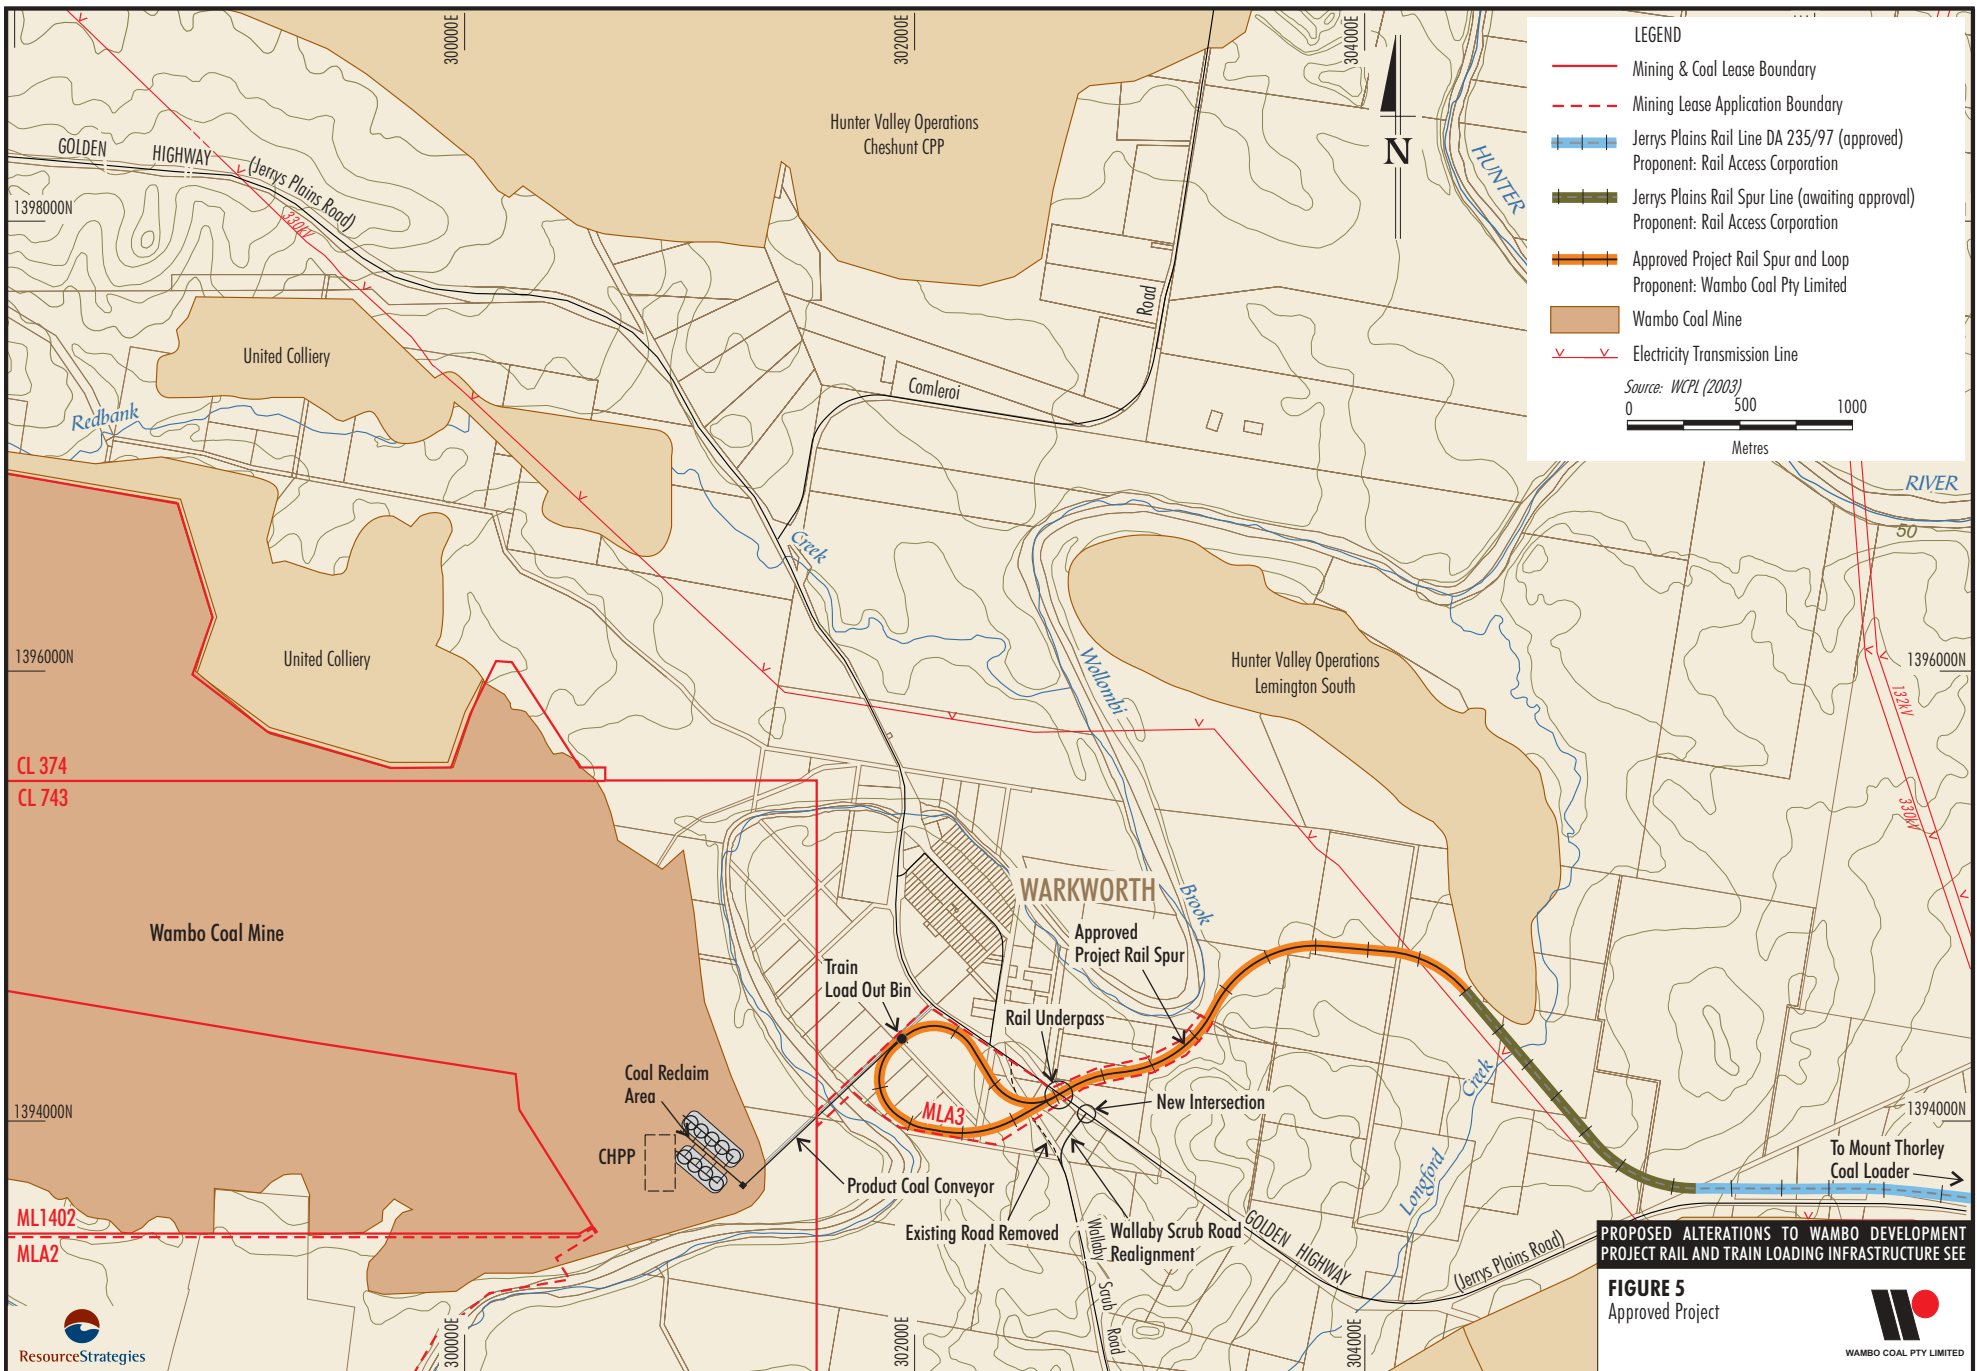 300000E
302000E
304000E
LEGEND
Mining & Coal Lease Boundary
Mining Lease Application Boundary
Jerrys Plains Rail Line DA 235/97 (approved)
Proponent: Rail Access Corporation
Jerrys Plains Rail Spur Line (awaiting approval)
Proponent: Rail Access Corporation
Approved Project Rail Spur and Loop
Proponent: Wambo Coal Pty Limited
Wambo Coal Mine
Electricity Transmission Line
Source: WCPL (2003)
0 500 1000
Metres
N
HUNTER
Hunter Valley Operations
Cheshunt CPP
GOLDEN HIGHWAY (Jerrys Plains Road)
330kV
1398000N
Road
United Colliery
Comleroi
Redbank
RIVER
50
Creek
1396000N
United Colliery
Wollombi
Hunter Valley Operations
Lemington South
1396000N
132kV
330kV
CL 374
CL 743
WARKWORTH
Brook
Wambo Coal Mine
Approved
Project Rail Spur
Train
Load Out Bin
Rail Underpass
Coal Reclaim
Area
MLA3
New Intersection
Creek
1394000N
1394000N
CHPP
To Mount Thorley
Coal Loader
Product Coal Conveyor
Longford
ML1402
MLA2
Existing Road Removed
Wallaby Scrub Road
Realignment
Wallaby
Scrub
Road
GOLDEN HIGHWAY
(Jerrys Plains Road)
PROPOSED ALTERATIONS TO WAMBO DEVELOPMENT
PROJECT RAIL AND TRAIN LOADING INFRASTRUCTURE SEE
FIGURE 5
Approved Project
WAMBO COAL PTY LIMITED
ResourceStrategies
300000E
302000E
304000E